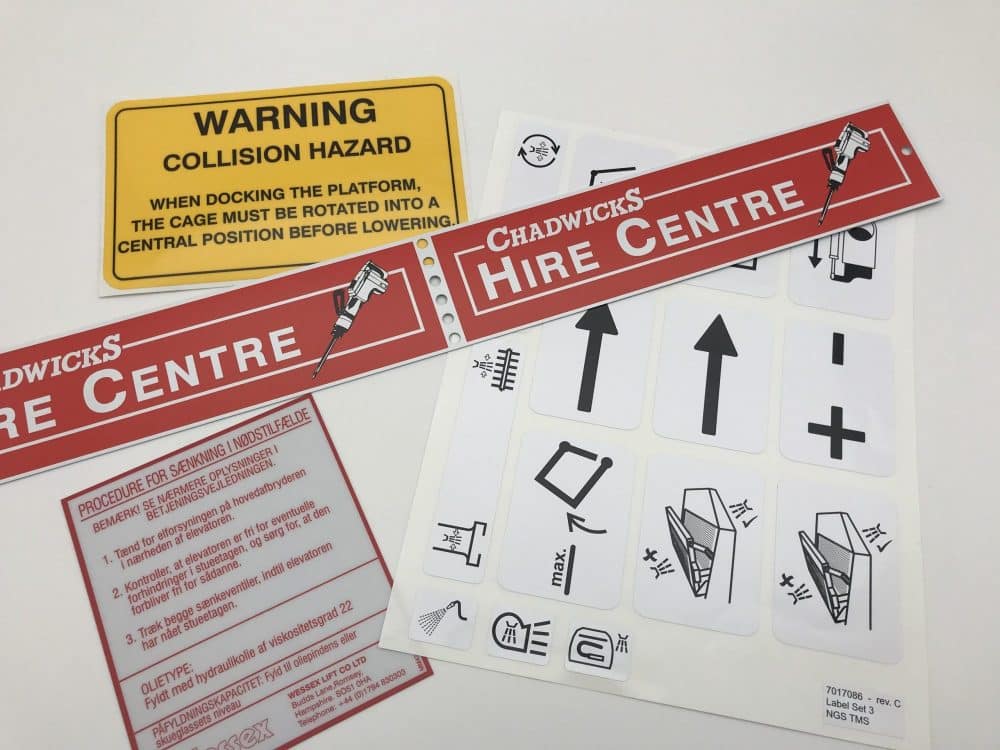 WARNING
COLLISION HAZARD
WHEN DOCKING THE PLATFORM,
THE CAGE MUST BE ROTATED INTO A
CENTRAL POSITION BEFORE LOWERING.
CHADWICKS
HIRE CENTRE
ADWICKS
RE CENTRE
max.
7017086 - rev. C
Label Set 3
NGS TMS
PROCEDURE FOR SÆNKNING I NØDSTILFÆLDE
BEMÆRK! SE NÆRMERE OPLYSNINGER I
BETJENINGSVEJLEDNINGEN.
1. Tænd for elforsyningen på hovedafbryderen
i nærheden af elevatoren.
2. Kontroller, at elevatoren er fri for eventuelle
forhindringer i stueetagen, og sørg for, at den
forbliver fri for sådanne.
3. Træk begge sænkeventiler, indtil elevatoren
har nået stueetagen.
OLIETYPE:
Fyldt med hydraulikolie af viskositetsgrad 22
PÅFYLDNINGSKAPACITET: Fyld til oliepindens eller
skueglassets niveau
WESSEX LIFT CO LTD
Budds Lane, Romsey,
Hampshire. SO51 0HA
Telephone: +44 (0)1794 830303